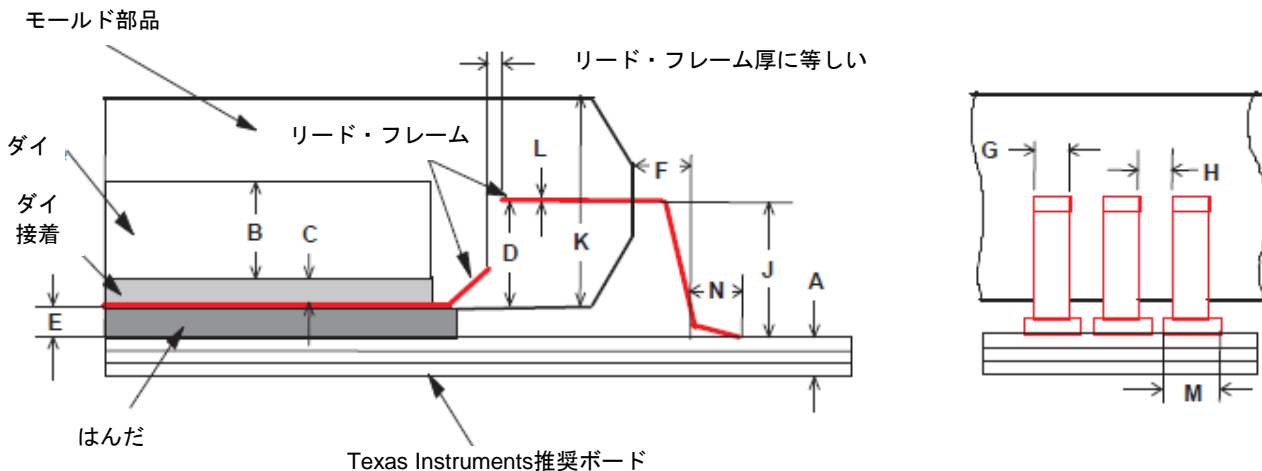 モールド部品
リード・フレーム厚に等しい
リード・フレーム
ダイ
ダイ
接着
はんだ
Texas Instruments推奨ボード
B
C
E
L
D
K
F
J
N
A
G
H
M